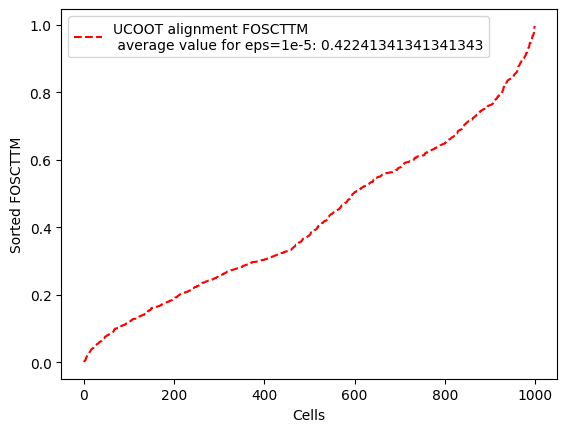 UCOOT alignment FOSCTTM
average value for eps=1e-5: 0.42241341341341343
1.0
0.8
0.6
0.4
0.2
0.0
Sorted FOSCTTM
0 200 400 600 800 1000
Cells